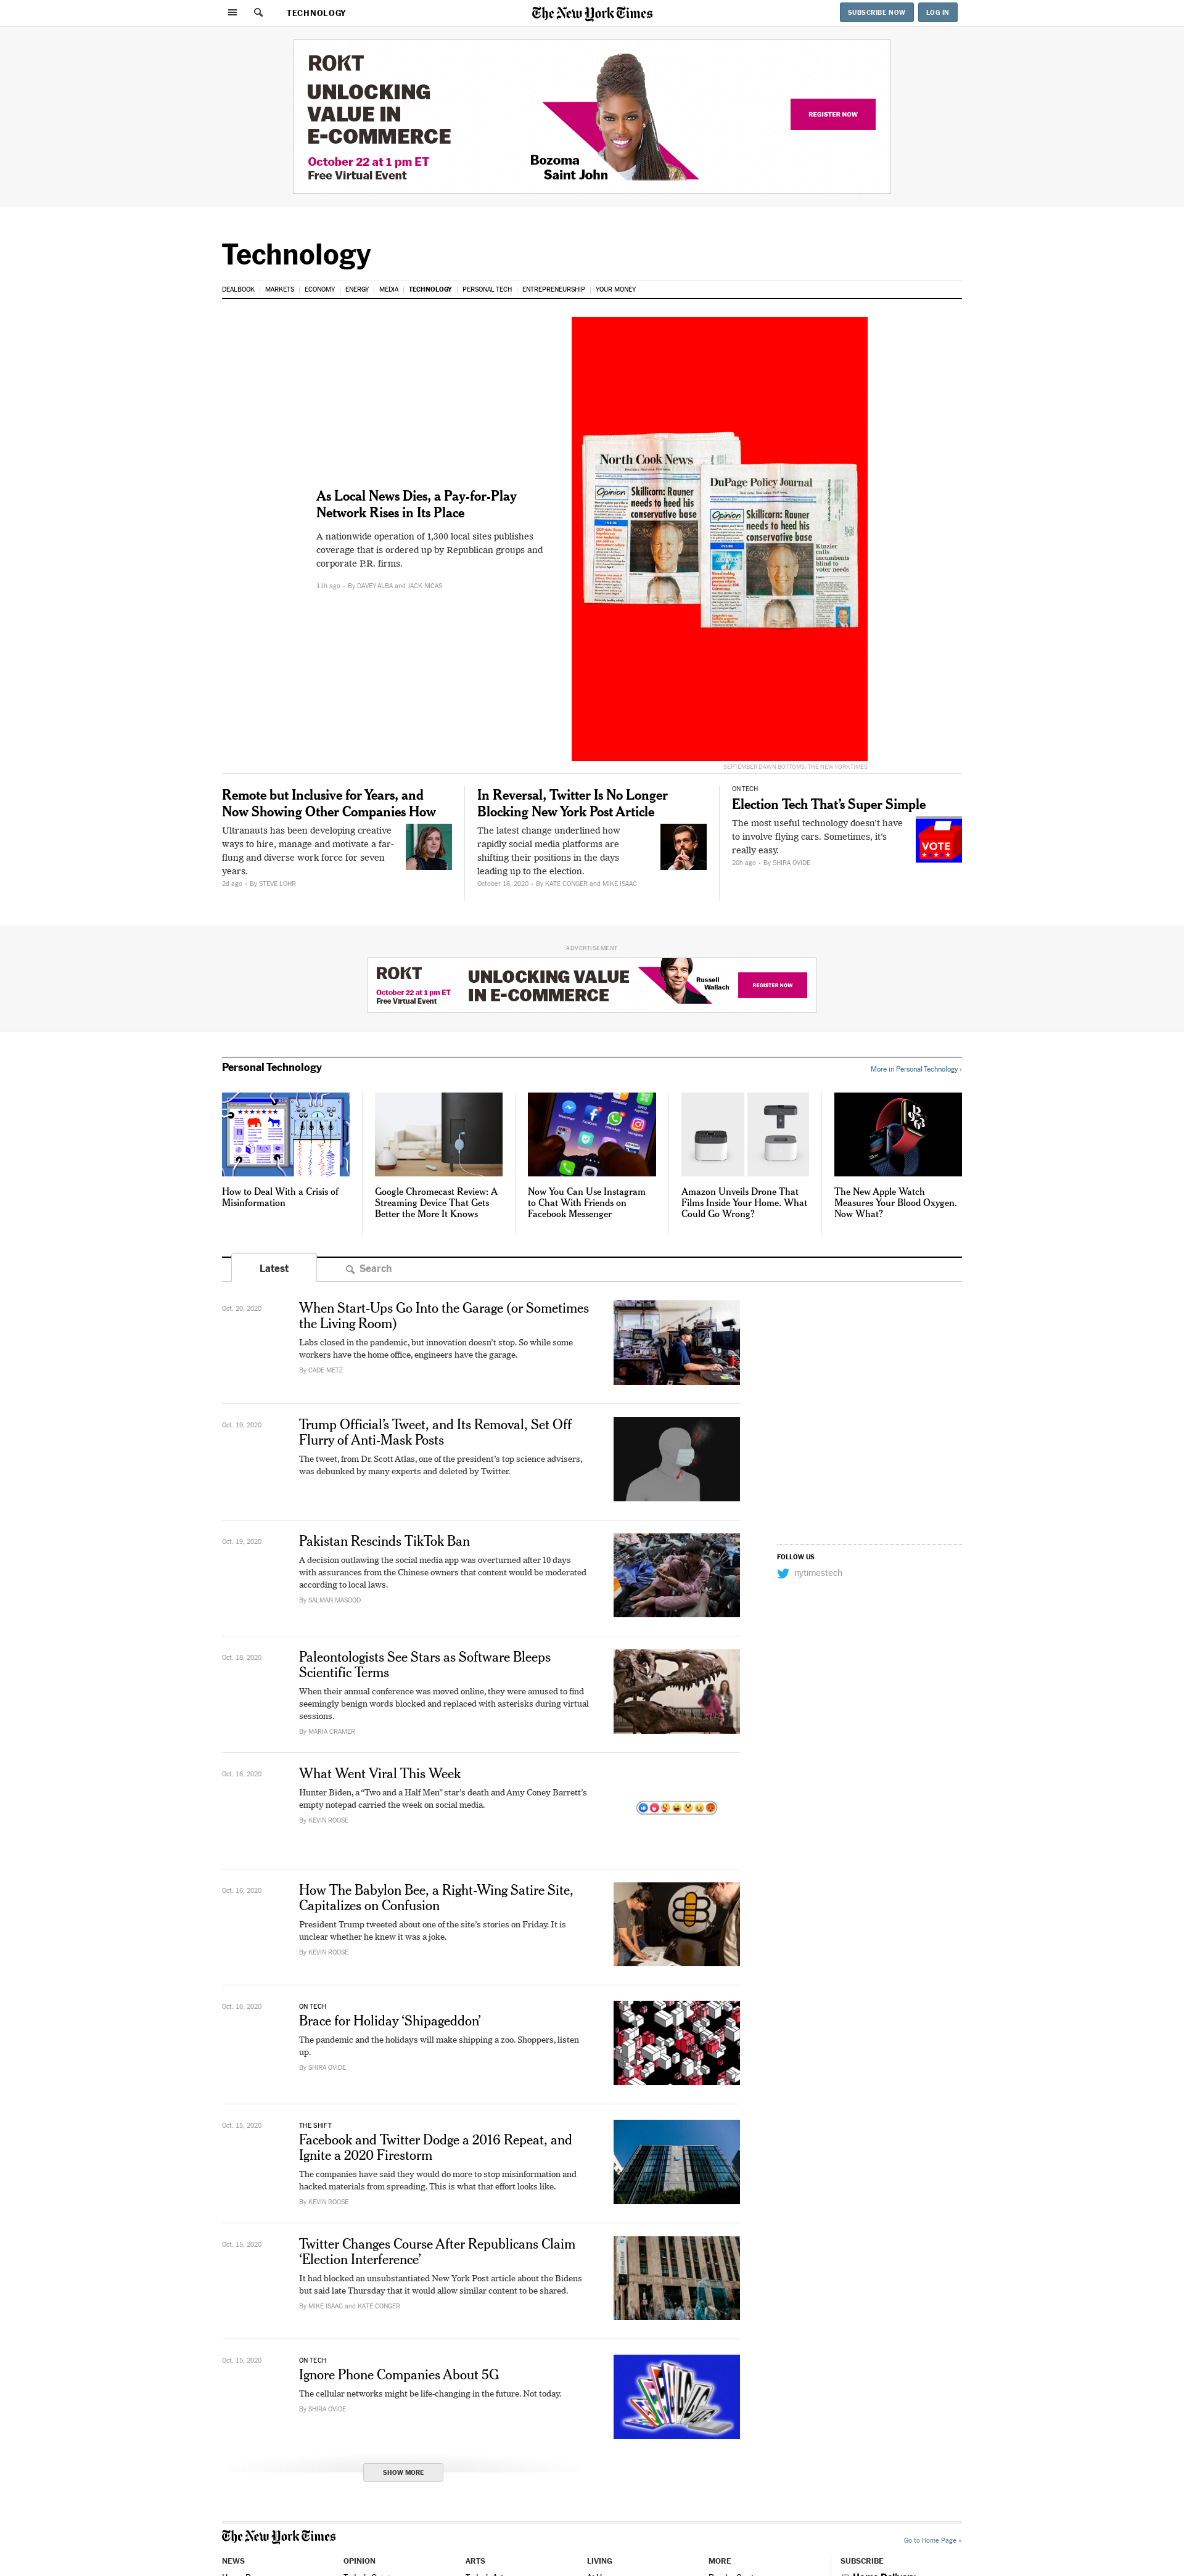 TECHNOLOGY
The New York Times
SUBSCRIBE NOW
LOG IN
ROKT
UNLOCKING
VALUE IN
E-COMMERCE
October 22 at 1 pm ET
Free Virtual Event
Bozoma
Saint John
REGISTER NOW
Technology
DEALBOOK | MARKETS | ECONOMY | ENERGY | MEDIA | TECHNOLOGY | PERSONAL TECH | ENTREPRENEURSHIP | YOUR MONEY
As Local News Dies, a Pay-for-Play
Network Rises in Its Place
A nationwide operation of 1,300 local sites publishes
coverage that is ordered up by Republican groups and
corporate P.R. firms.
11h ago • By DAVEY ALBA and JACK NICAS
North Cook News
Opinion
Skillicorn: Rauner
needs to heed his
conservative base
DuPage Policy Journal
Opinion
Skillicorn: Rauner
needs to heed his
conservative base
Kinzler
calls
incumbents
blind to
voter needs
SEPTEMBER DAWN BOTTOMS/THE NEW YORK TIMES
Remote but Inclusive for Years, and
Now Showing Other Companies How
Ultranauts has been developing creative
ways to hire, manage and motivate a far-
flung and diverse work force for seven
years.
2d ago • By STEVE LOHR
In Reversal, Twitter Is No Longer
Blocking New York Post Article
The latest change underlined how
rapidly social media platforms are
shifting their positions in the days
leading up to the election.
October 16, 2020 • By KATE CONGER and MIKE ISAAC
ON TECH
Election Tech That’s Super Simple
The most useful technology doesn’t have
to involve flying cars. Sometimes, it’s
really easy.
20h ago • By SHIRA OVIDE
VOTE
ADVERTISEMENT
ROKT
October 22 at 1 pm ET
Free Virtual Event
UNLOCKING VALUE
IN E-COMMERCE
Russell
Wallach
REGISTER NOW
Personal Technology
More in Personal Technology ›
How to Deal With a Crisis of
Misinformation
Google Chromecast Review: A
Streaming Device That Gets
Better the More It Knows
Now You Can Use Instagram
to Chat With Friends on
Facebook Messenger
Amazon Unveils Drone That
Films Inside Your Home. What
Could Go Wrong?
The New Apple Watch
Measures Your Blood Oxygen.
Now What?
Latest
Search
Oct. 20, 2020
When Start-Ups Go Into the Garage (or Sometimes
the Living Room)
Labs closed in the pandemic, but innovation doesn’t stop. So while some
workers have the home office, engineers have the garage.
By CADE METZ
Oct. 19, 2020
Trump Official’s Tweet, and Its Removal, Set Off
Flurry of Anti-Mask Posts
The tweet, from Dr. Scott Atlas, one of the president’s top science advisers,
was debunked by many experts and deleted by Twitter.
Oct. 19, 2020
Pakistan Rescinds TikTok Ban
A decision outlawing the social media app was overturned after 10 days
with assurances from the Chinese owners that content would be moderated
according to local laws.
By SALMAN MASOOD
FOLLOW US
nytimestech
Oct. 18, 2020
Paleontologists See Stars as Software Bleeps
Scientific Terms
When their annual conference was moved online, they were amused to find
seemingly benign words blocked and replaced with asterisks during virtual
sessions.
By MARIA CRAMER
Oct. 16, 2020
What Went Viral This Week
Hunter Biden, a “Two and a Half Men” star’s death and Amy Coney Barrett’s
empty notepad carried the week on social media.
By KEVIN ROOSE
Oct. 16, 2020
How The Babylon Bee, a Right-Wing Satire Site,
Capitalizes on Confusion
President Trump tweeted about one of the site’s stories on Friday. It is
unclear whether he knew it was a joke.
By KEVIN ROOSE
Oct. 16, 2020
ON TECH
Brace for Holiday ‘Shipageddon’
The pandemic and the holidays will make shipping a zoo. Shoppers, listen
up.
By SHIRA OVIDE
Oct. 15, 2020
THE SHIFT
Facebook and Twitter Dodge a 2016 Repeat, and
Ignite a 2020 Firestorm
The companies have said they would do more to stop misinformation and
hacked materials from spreading. This is what that effort looks like.
By KEVIN ROOSE
Oct. 15, 2020
Twitter Changes Course After Republicans Claim
‘Election Interference’
It had blocked an unsubstantiated New York Post article about the Bidens
but said late Thursday that it would allow similar content to be shared.
By MIKE ISAAC and KATE CONGER
Oct. 15, 2020
ON TECH
Ignore Phone Companies About 5G
The cellular networks might be life-changing in the future. Not today.
By SHIRA OVIDE
SHOW MORE
The New York Times
Go to Home Page »
NEWS
OPINION
ARTS
LIVING
MORE
SUBSCRIBE